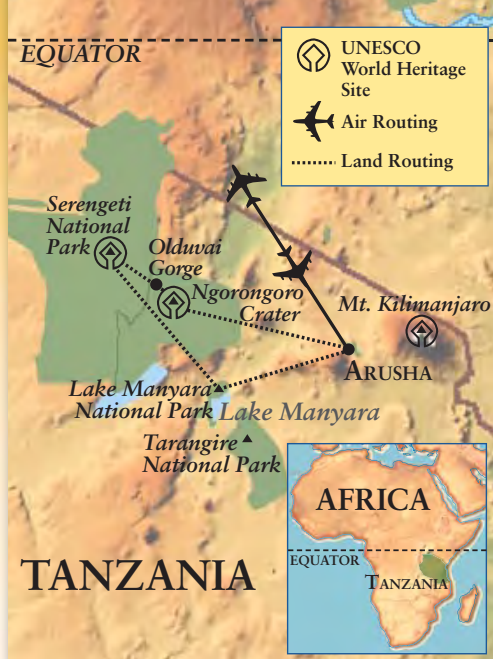 EQUATOR
UNESCO
World Heritage
Site
Air Routing
Land Routing
Serengeti
National
Park
Olduvai
Gorge
Ngorongoro
Crater
Mt. Kilimanjaro
ARUSHA
Lake Manyara
National Park
Lake Manyara
Tarangire
National Park
TANZANIA
AFRICA
EQUATOR
TANZANIA